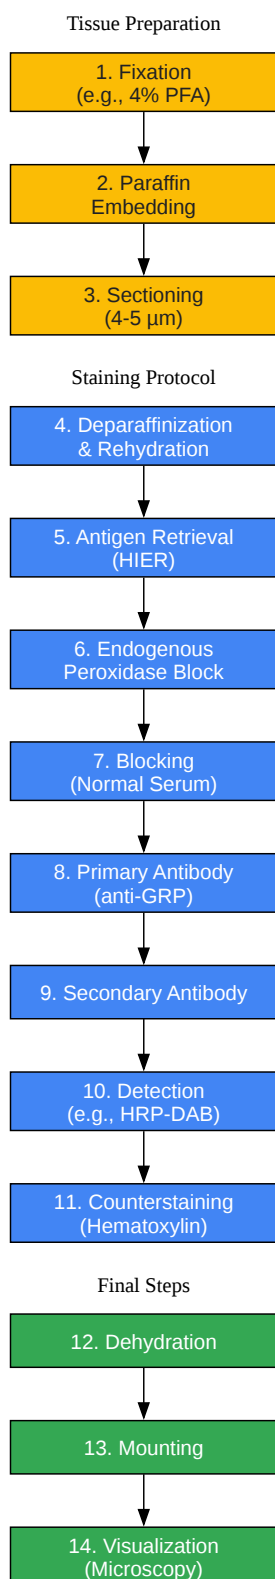 Tissue Preparation
1. Fixation
(e.g., 4% PFA)
2. Paraffin
Embedding
3. Sectioning
(4-5 µm)
Staining Protocol
4. Deparaffinization
& Rehydration
5. Antigen Retrieval
(HIER)
6. Endogenous
Peroxidase Block
7. Blocking
(Normal Serum)
8. Primary Antibody
(anti-GRP)
9. Secondary Antibody
10. Detection
(e.g., HRP-DAB)
11. Counterstaining
(Hematoxylin)
Final Steps
12. Dehydration
13. Mounting
14. Visualization
(Microscopy)